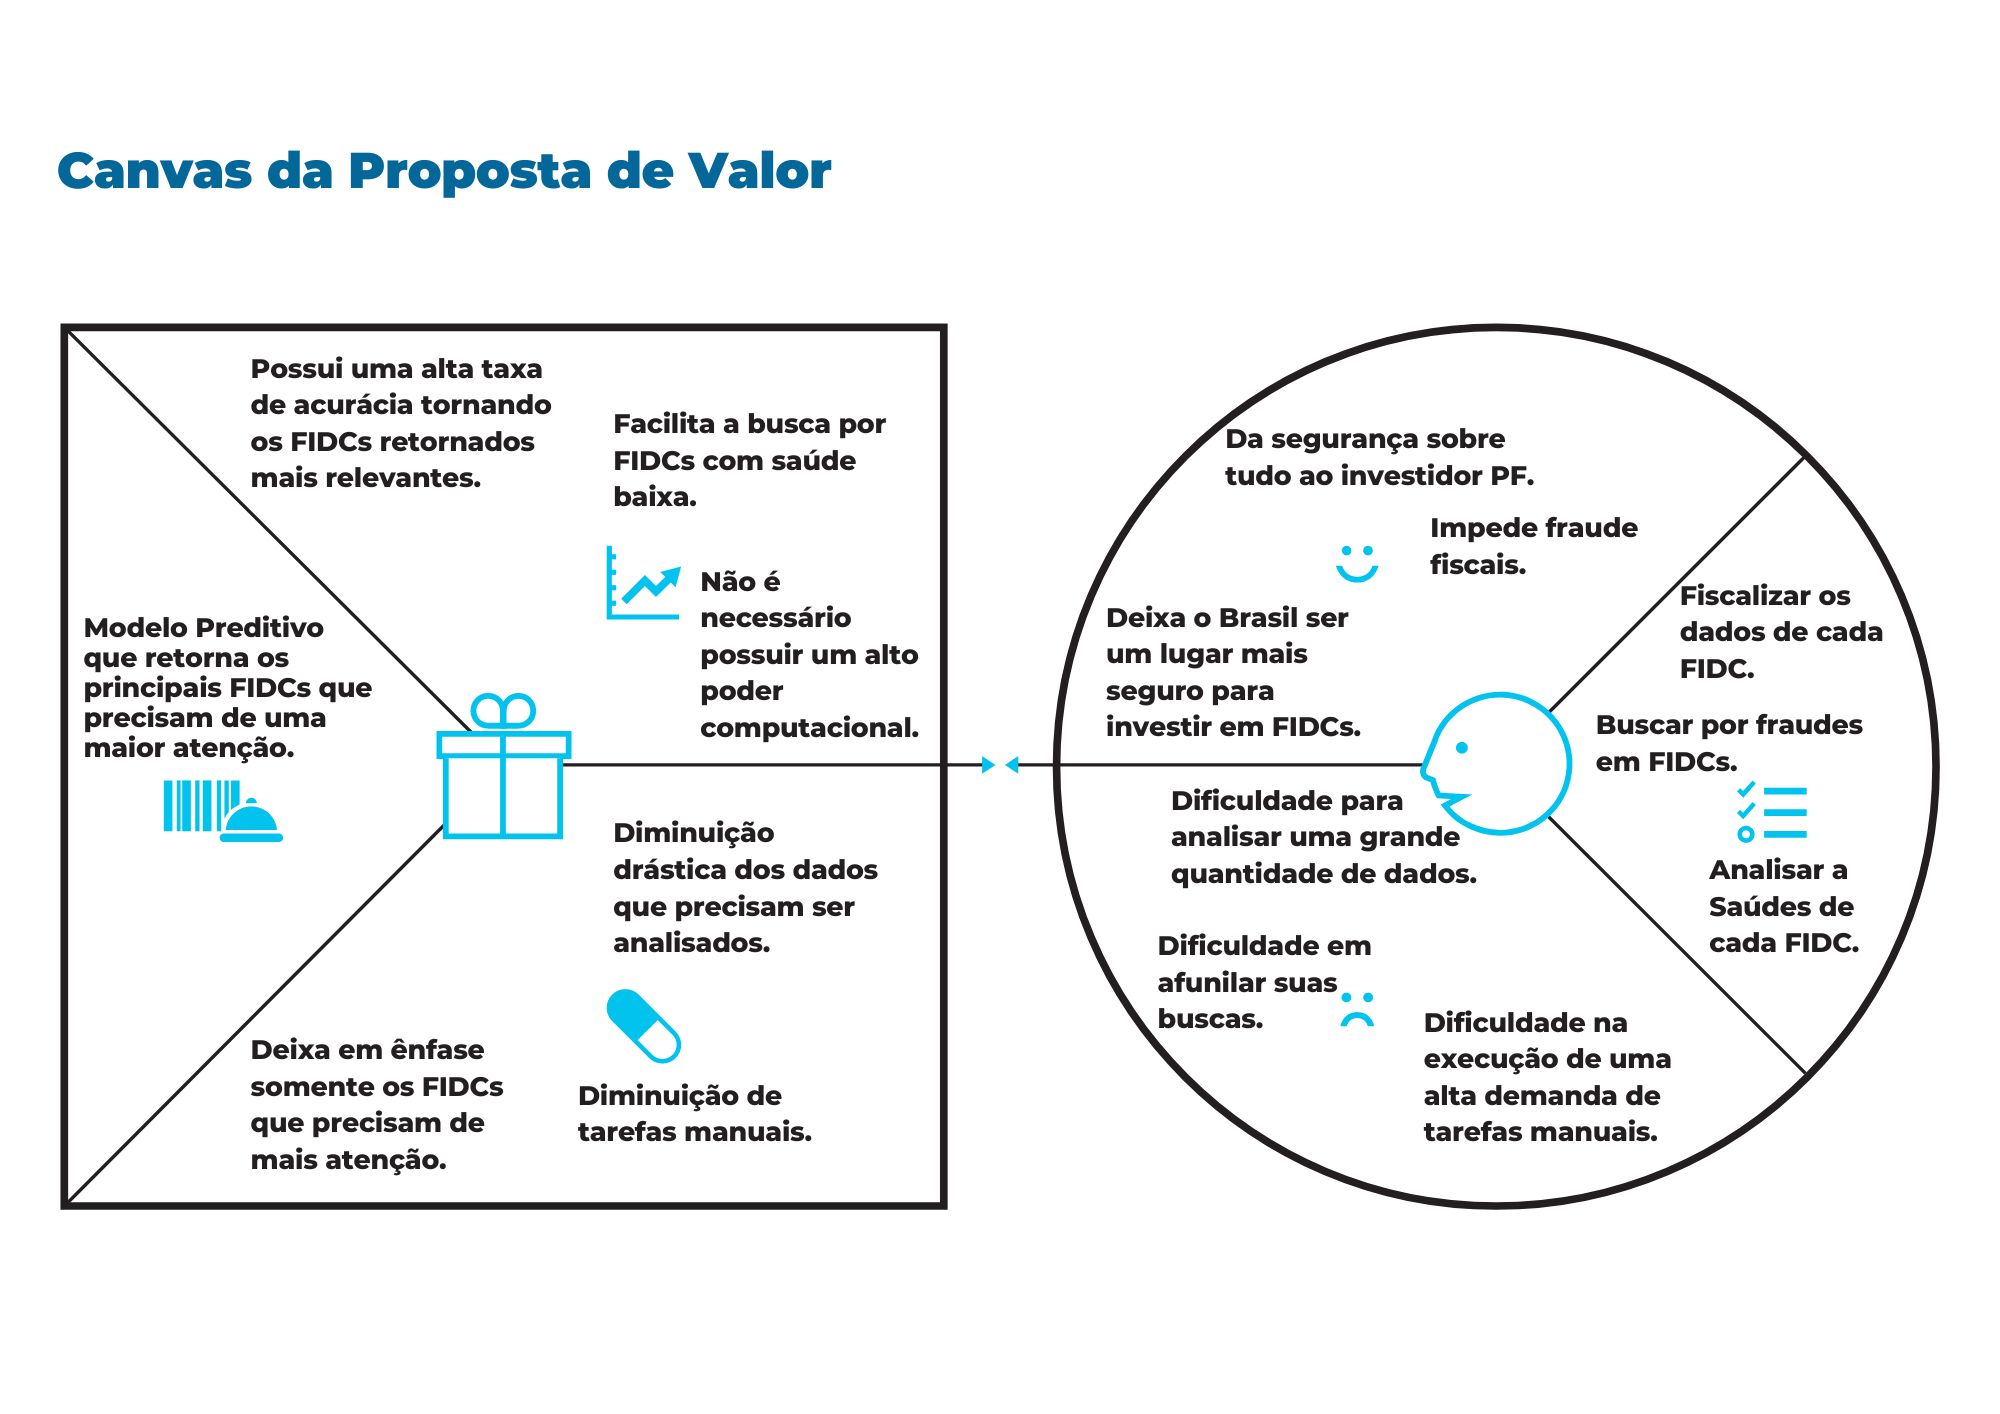 Canvas da Proposta de Valor
Possui uma alta taxa
de acurácia tornando
os FIDCs retornados
mais relevantes.
Facilita a busca por
FIDCs com saúde
baixa.
Não é
necessário
possuir um alto
poder
computacional.
Modelo Preditivo
que retorna os
principais FIDCs que
precisam de uma
maior atenção.
Diminuição
drástica dos dados
que precisam ser
analisados.
Deixa em ênfase
somente os FIDCs
que precisam de
mais atenção.
Diminuição de
tarefas manuais.
Da segurança sobre
tudo ao investidor PF.
Impede fraude
fiscais.
Deixa o Brasil ser
um lugar mais
seguro para
investir em FIDCs.
Fiscalizar os
dados de cada
FIDC.
Buscar por fraudes
em FIDCs.
Analisar a
Saúdes de
cada FIDC.
Dificuldade para
analisar uma grande
quantidade de dados.
Dificuldade em
afunilar suas
buscas.
Dificuldade na
execução de uma
alta demanda de
tarefas manuais.